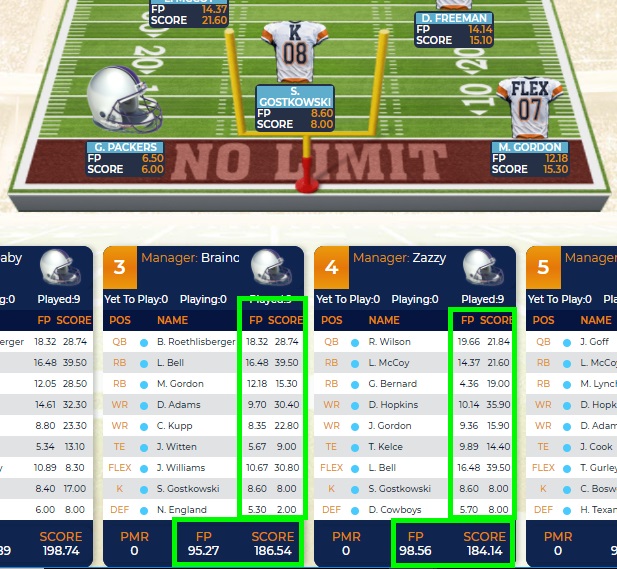 FP 14.37
SCORE 21.60
D. FREEMAN
FP 14.14
SCORE 15.10
20
20
10
K
08
S.
GOSTKOWSKI
FP 8.60
SCORE 8.00
FLEX
07
G. PACKERS
FP 6.50
SCORE 6.00
M. GORDON
FP 12.18
SCORE 15.30
NO LIMIT
aby
g:0 Played:9
FP SCORE
erger 18.32 28.74
16.48 39.50
12.05 28.50
14.61 32.30
8.80 23.30
5.34 13.10
10.89 8.30
8.40 17.00
6.00 8.00
SCORE
39 198.74
3 Manager: Brainc
Yet To Play:0 Playing:0 Played:9
POS NAME FP SCORE
QB B. Roethlisberger 18.32 28.74
RB L. Bell 16.48 39.50
RB M. Gordon 12.18 15.30
WR D. Adams 9.70 30.40
WR C. Kupp 8.35 22.80
TE J. Witten 5.67 9.00
FLEX J. Williams 10.67 30.80
K S. Gostkowski 8.60 8.00
DEF N. England 5.30 2.00
PMR FP SCORE
0 95.27 186.54
4 Manager: Zazzy
Yet To Play:0 Playing:0 Played:9
POS NAME FP SCORE
QB R. Wilson 19.66 21.84
RB L. McCoy 14.37 21.60
RB G. Bernard 4.36 19.00
WR D. Hopkins 10.14 35.90
WR J. Gordon 9.36 15.90
TE T. Kelce 9.89 14.40
FLEX L. Bell 16.48 39.50
K S. Gostkowski 8.60 8.00
DEF D. Cowboys 5.70 8.00
PMR FP SCORE
0 98.56 184.14
5 Manager
Yet To Play:0
POS NAME
QB J. Goff
RB L. McCo
RB M. Lynch
WR D. Hopk
WR D. Adam
TE J. Cook
FLEX T. Gurley
K C. Bosw
DEF H. Texan
PMR
0 9